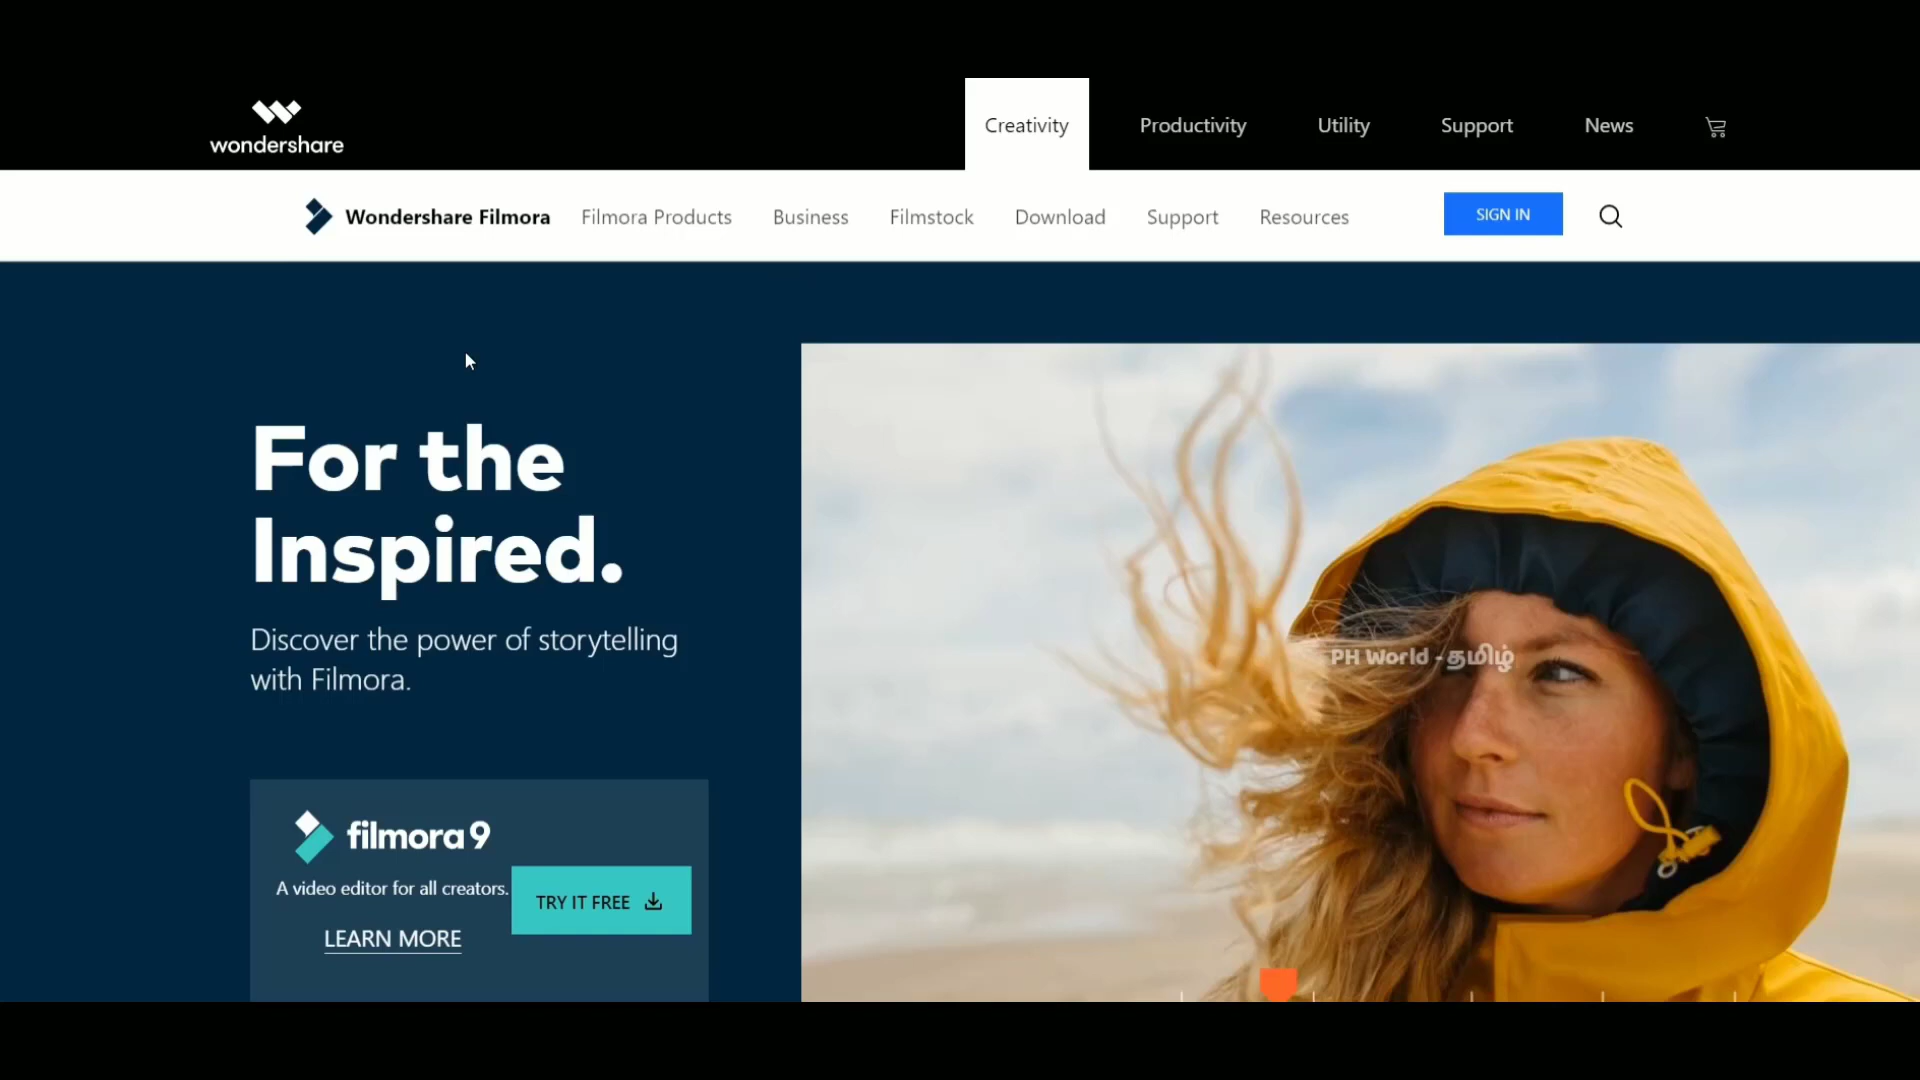 wondershare
Creativity
Productivity
Utility
Support
News
Wondershare Filmora
Filmora Products
Business
Filmstock
Download
Support
Resources
SIGN IN
For the
Inspired.
Discover the power of storytelling
with Filmora.
PH World - தமிழ்
filmora9
A video editor for all creators.
TRY IT FREE
LEARN MORE